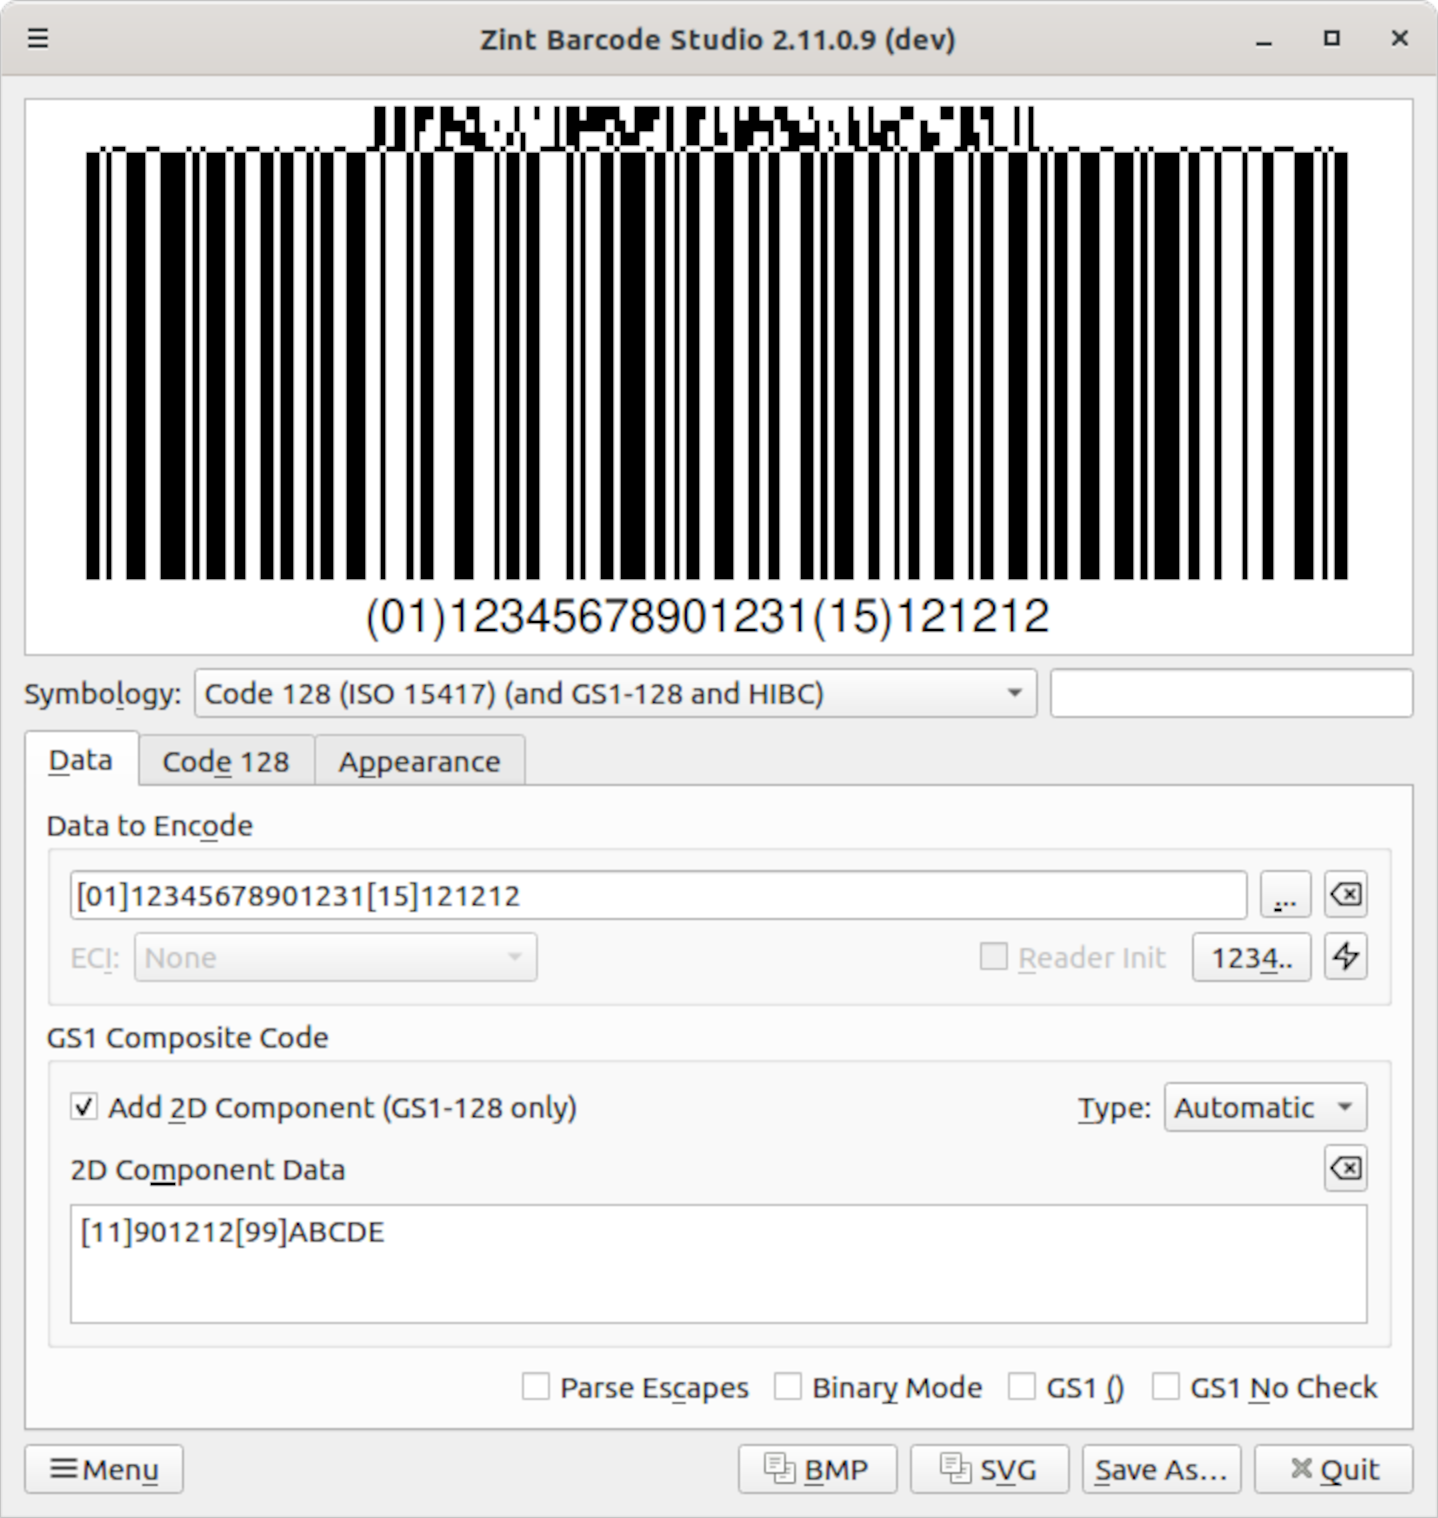 Zint Barcode Studio 2.11.0.9 (dev)
(01)12345678901231(15)121212
Symbology: Code 128 (ISO 15417) (and GS1-128 and HIBC)
Data Code 128 Appearance
Data to Encode
[01]12345678901231[15]121212 ...
ECI: None Reader Init 1234..
GS1 Composite Code
Add 2D Component (GS1-128 only) Type: Automatic
2D Component Data
[11]901212[99]ABCDE
Parse Escapes Binary Mode GS1 () GS1 No Check
Menu BMP SVG Save As... Quit